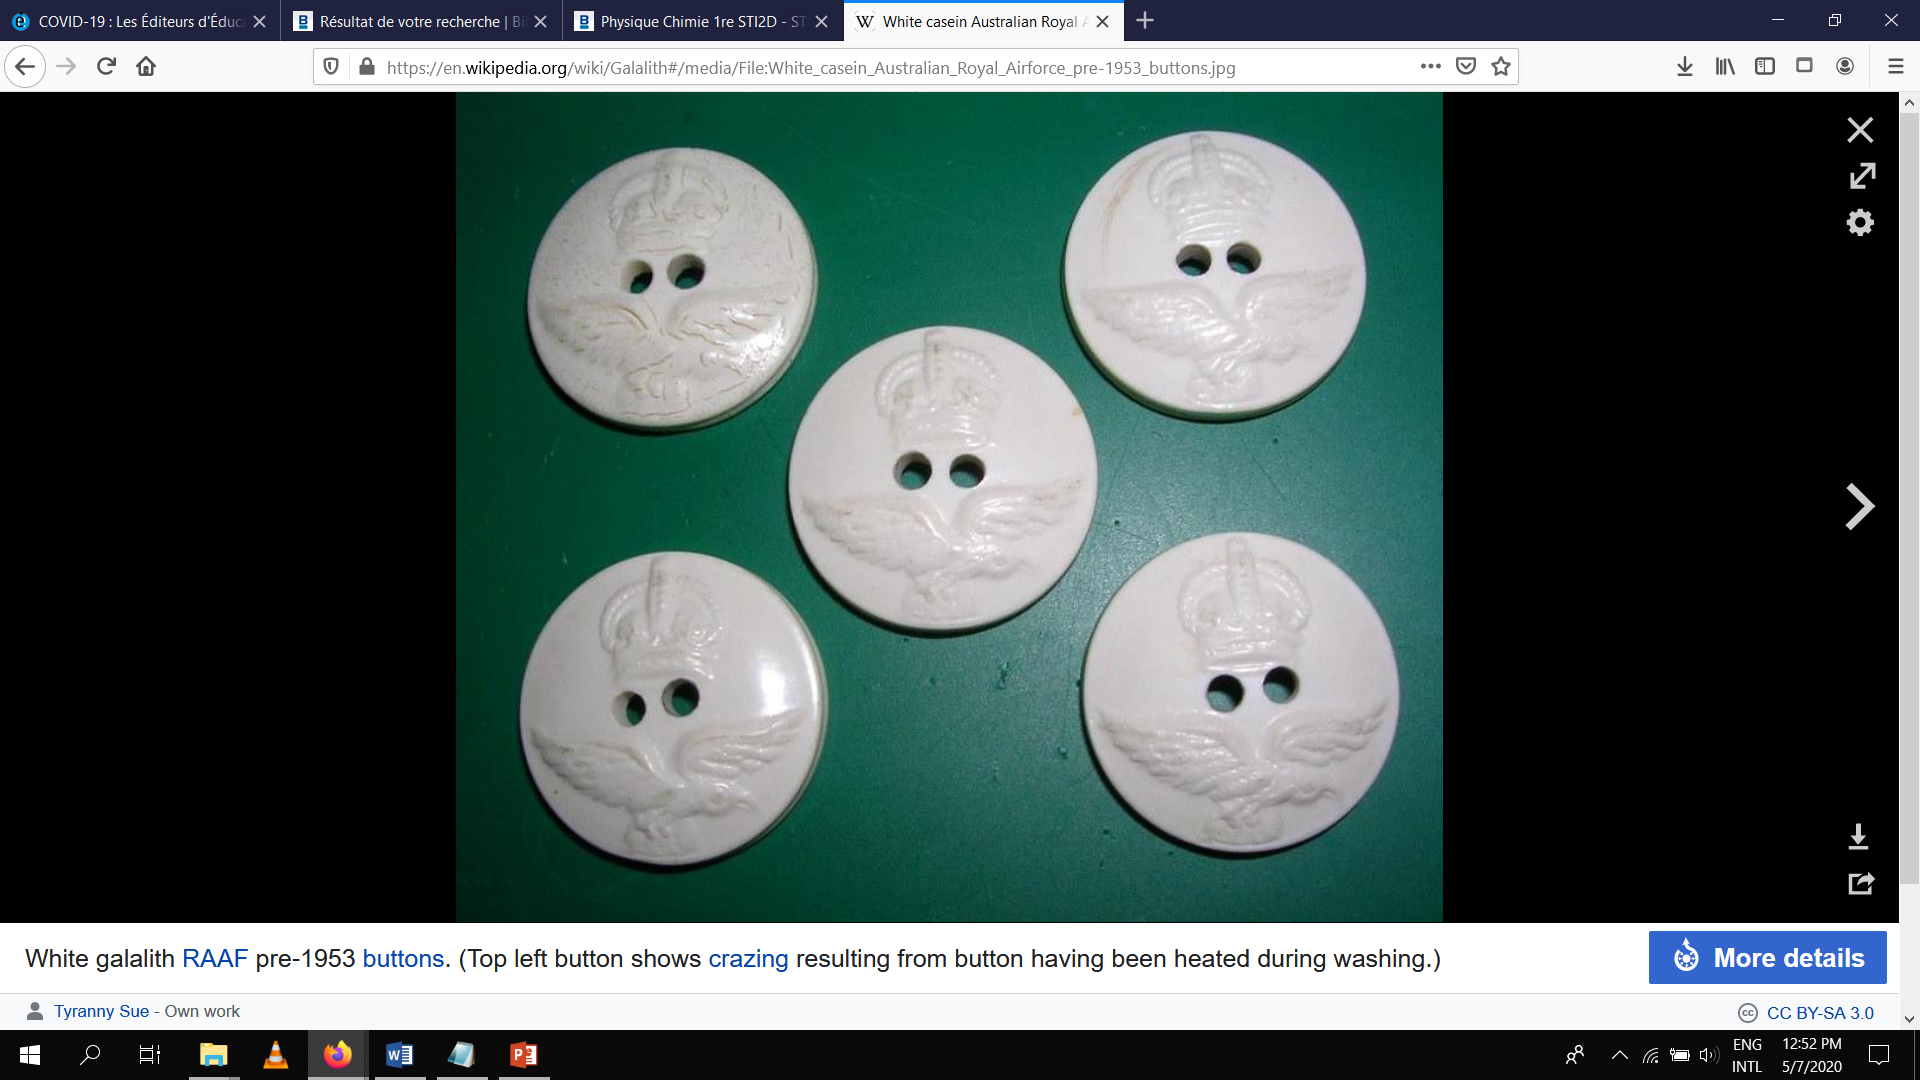 COVID-19 : Les Éditeurs d'Éduca
Résultat de votre recherche | Bi
Physique Chimie 1re STI2D - ST
White casein Australian Royal A
https://en.wikipedia.org/wiki/Galalith#/media/File:White_casein_Australian_Royal_Airforce_pre-1953_buttons.jpg
White galalith RAAF pre-1953 buttons. (Top left button shows crazing resulting from button having been heated during washing.)
More details
Tyranny Sue - Own work
CC BY-SA 3.0
ENG
INTL
12:52 PM
5/7/2020